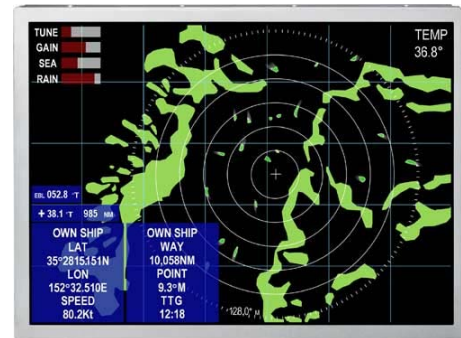 TUNE
GAIN
SEA
RAIN
TEMP
36.8°
EBL 052.8 °T
+ 38.1 °T 985 NM
OWN SHIP
LAT
35°2815.151N
LON
152°32.510E
SPEED
80.2Kt
OWN SHIP
WAY
10,058NM
POINT
9.3°M
TTG
12:18
128,0° M